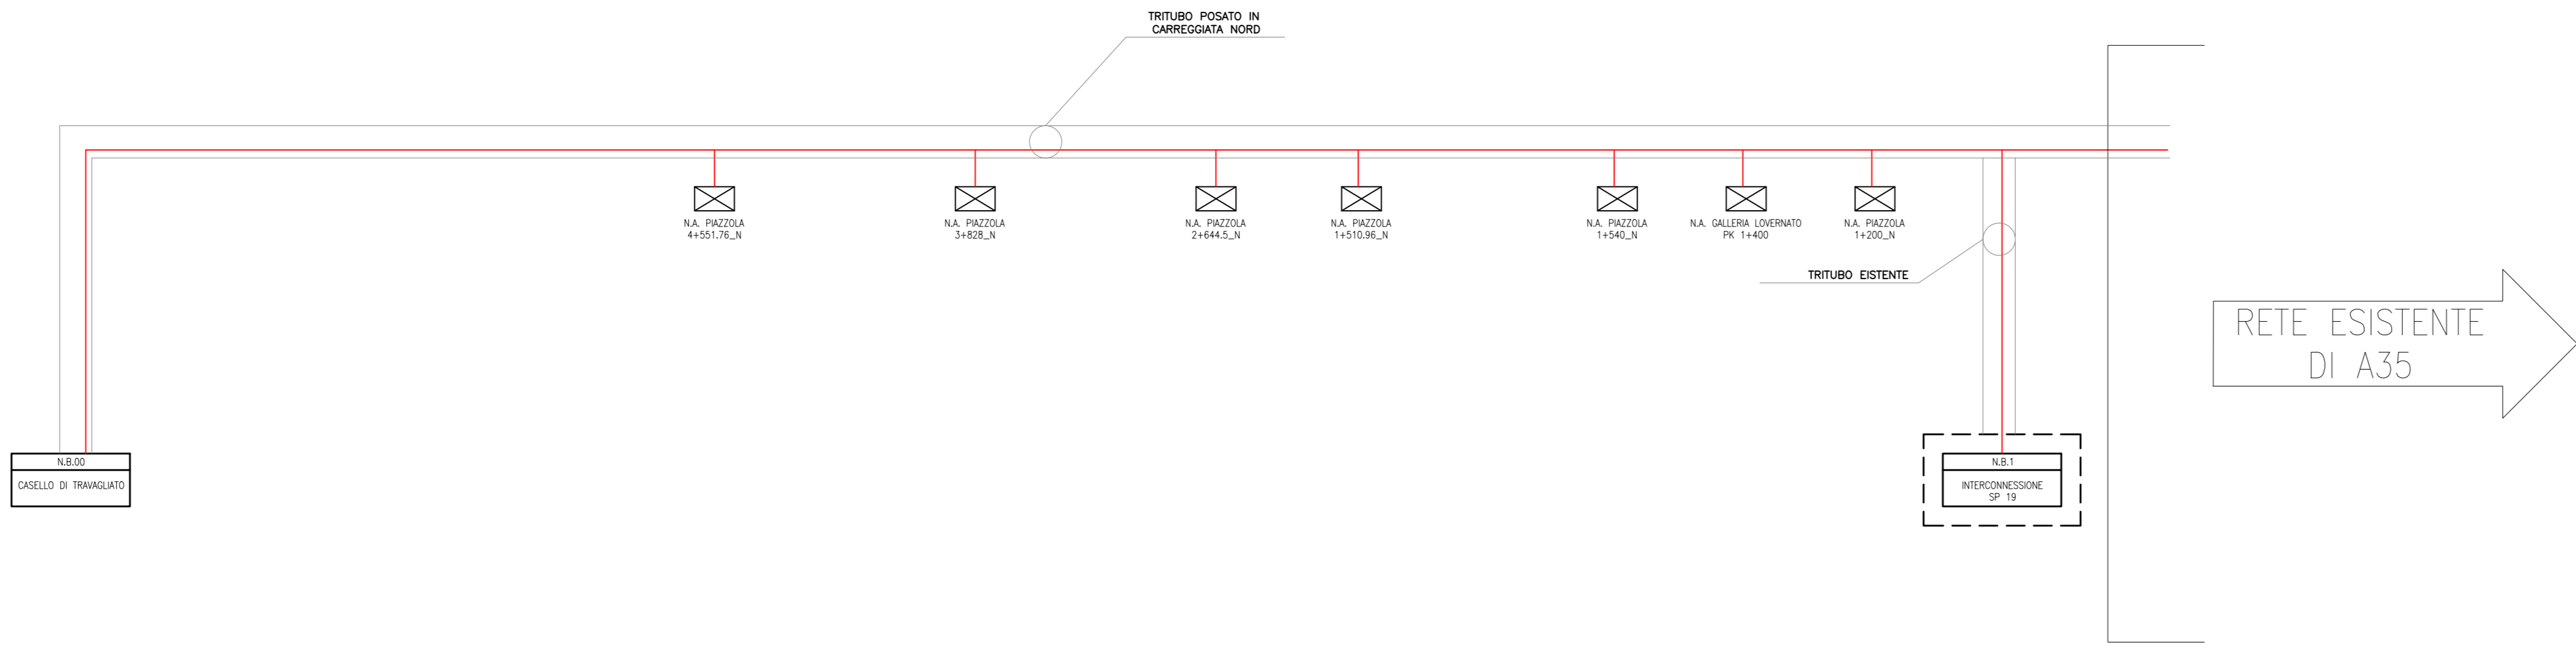 TRITUBO POSATO IN
CARREGGIATA NORD
N.A. PIAZZOLA
4+551.76_N
N.A. PIAZZOLA
3+828_N
N.A. PIAZZOLA
2+644.5_N
N.A. PIAZZOLA
1+510.96_N
N.A. PIAZZOLA
1+540_N
N.A. GALLERIA LOVERNATO
PK 1+400
N.A. PIAZZOLA
1+200_N
TRITUBO EISTENTE
RETE ESISTENTE
DI A35
N.B.00
CASELLO DI TRAVAGLIATO
N.B.1
INTERCONNESSIONE
SP 19